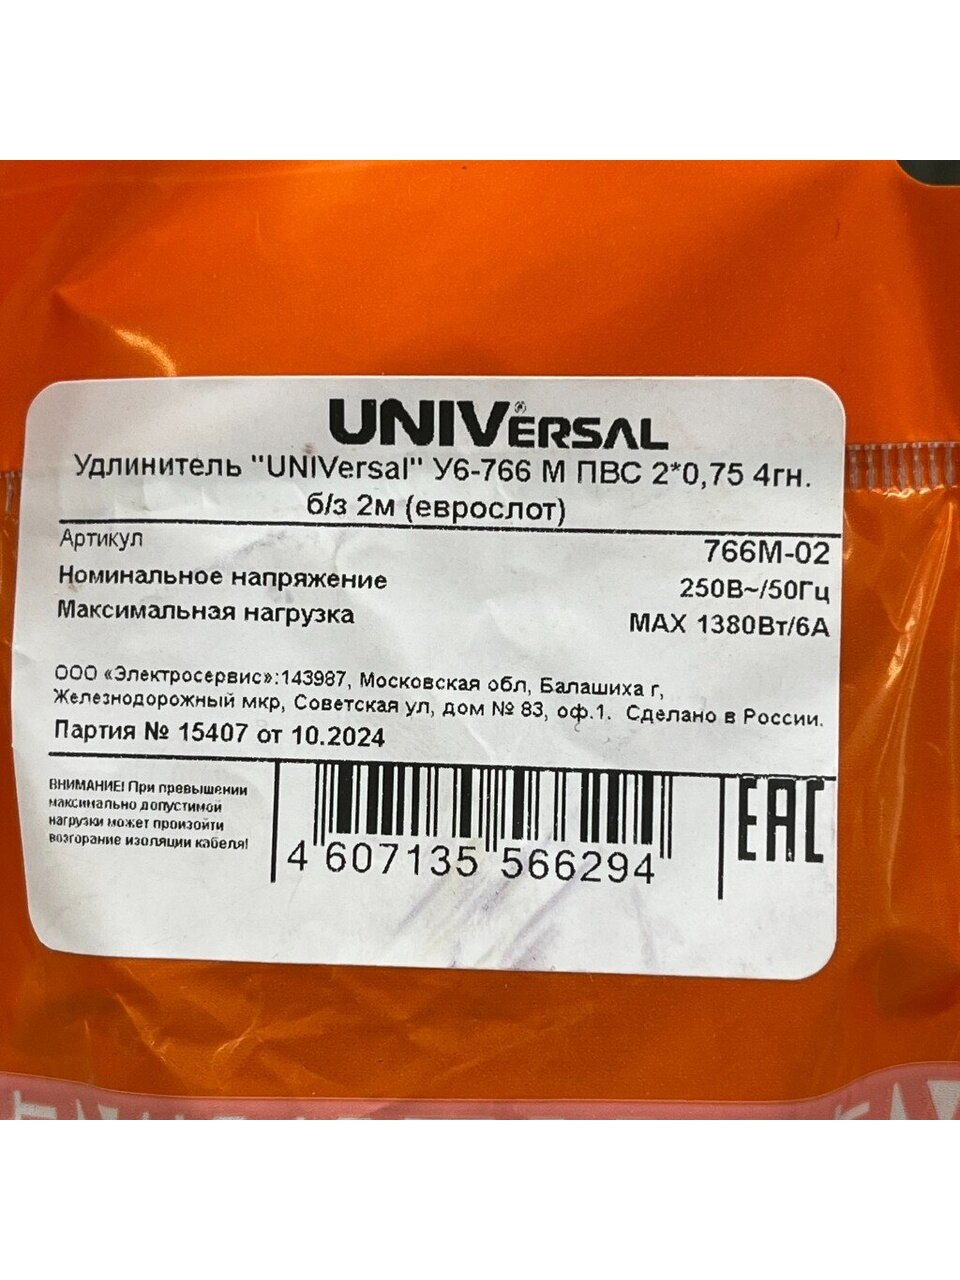 UNIVERSAL®
Удлинитель "UNIVersal" У6-766 М ПВС 2*0,75 4гн.
б/з 2м (еврослот)
Артикул 766М-02
Номинальное напряжение 250В~/50Гц
Максимальная нагрузка МАХ 1380Вт/6А
ООО «Электросервис»:143987, Московская обл, Балашиха г,
Железнодорожный мкр, Советская ул, дом № 83, оф.1. Сделано в России.
Партия № 15407 от 10.2024
ВНИМАНИЕ! При превышении
максимально допустимой
нагрузки может произойти
возгорание изоляции кабеля!
4 607135 566294
EAC